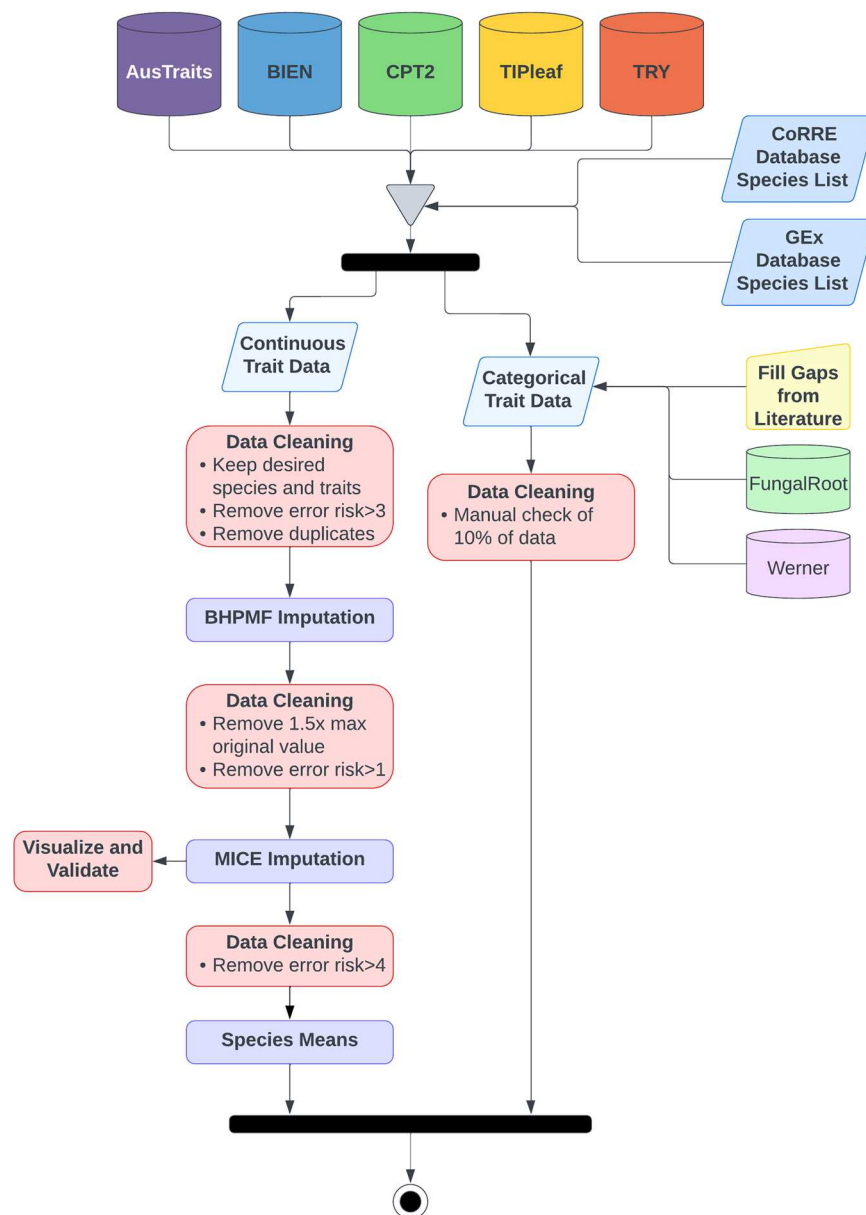 AusTraits
BIEN
CPT2
TIPleaf
TRY
CoRRE
Database
Species List
GEx
Database
Species List
Continuous
Trait Data
Categorical
Trait Data
Fill Gaps
from
Literature
FungalRoot
Werner
Data Cleaning
• Keep desired
species and traits
• Remove error risk>3
• Remove duplicates
Data Cleaning
• Manual check of
10% of data
BHPMF Imputation
Data Cleaning
• Remove 1.5x max
original value
• Remove error risk>1
Visualize and
Validate
MICE Imputation
Data Cleaning
• Remove error risk>4
Species Means